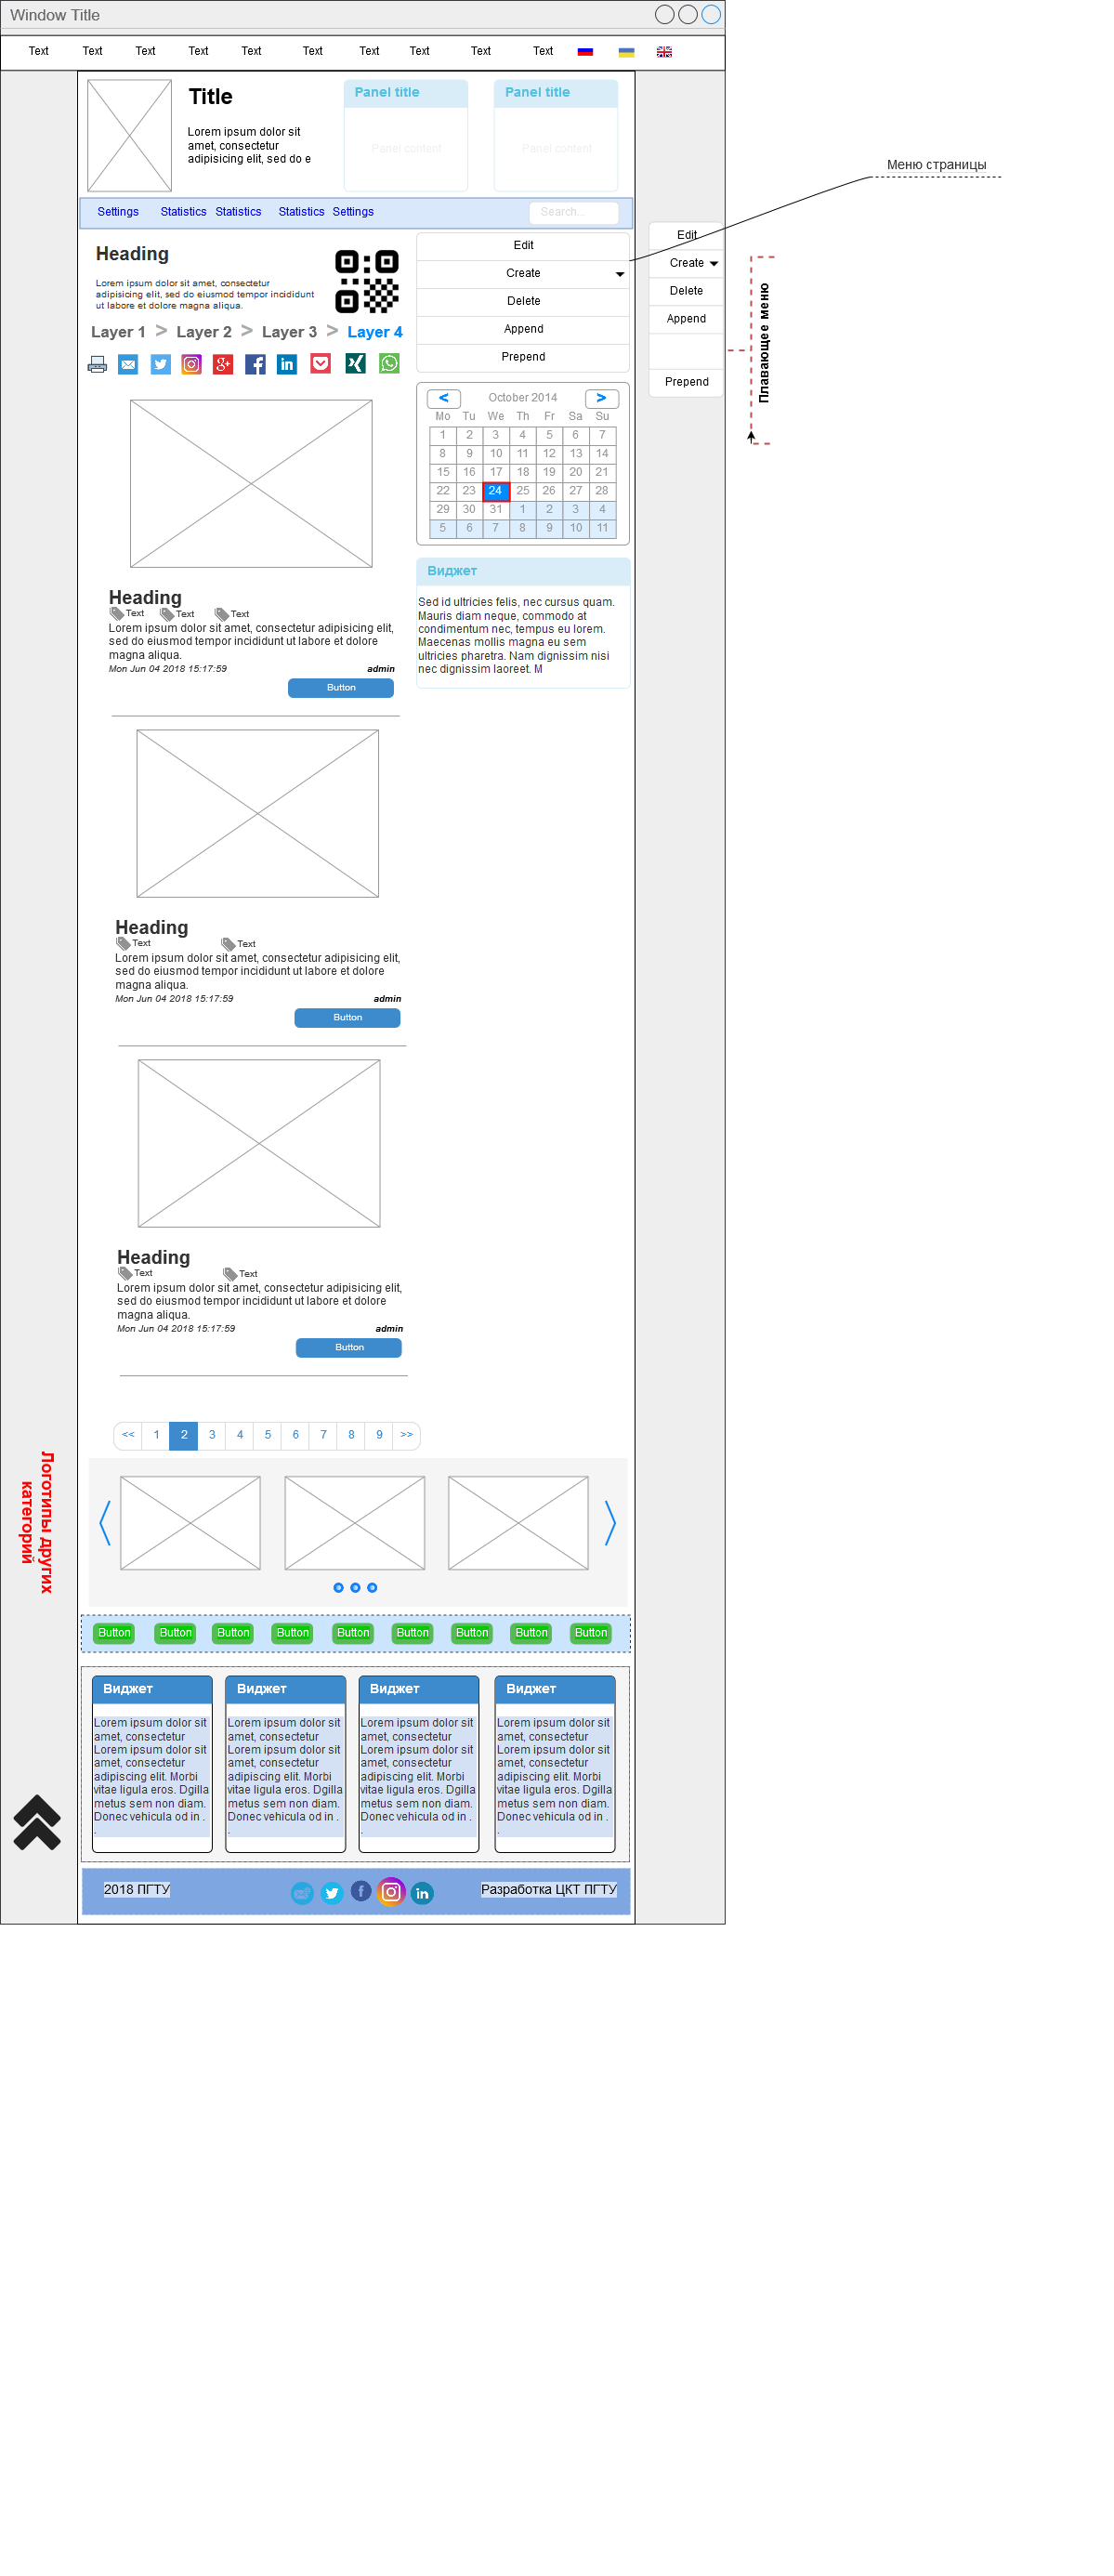 Window Title
Text Text Text Text Text Text Text Text Text Text
Title
Lorem ipsum dolor sit
amet, consectetur
adipisicing elit, sed do e
Panel title
Panel content
Panel title
Panel content
Меню страницы
Settings Statistics Statistics Statistics Settings
Search...
Heading
Lorem ipsum dolor sit amet, consectetur
adipisicing elit, sed do eiusmod tempor incididunt
ut labore et dolore magna aliqua.
Layer 1 > Layer 2 > Layer 3 > Layer 4
Edit
Create
Delete
Append
Prepend
Edit
Create
Delete
Append
Prepend
Плавающее меню
< October 2014 >
Mo Tu We Th Fr Sa Su
1 2 3 4 5 6 7
8 9 10 11 12 13 14
15 16 17 18 19 20 21
22 23 24 25 26 27 28
29 30 31 1 2 3 4
5 6 7 8 9 10 11
Виджет
Sed id ultricies felis, nec cursus quam.
Mauris diam neque, commodo at
condimentum nec, tempus eu lorem.
Maecenas mollis magna eu sem
ultricies pharetra. Nam dignissim nisi
nec dignissim laoreet. M
Heading
Text Text Text
Lorem ipsum dolor sit amet, consectetur adipisicing elit,
sed do eiusmod tempor incididunt ut labore et dolore
magna aliqua.
Mon Jun 04 2018 15:17:59 admin
Button
Heading
Text Text
Lorem ipsum dolor sit amet, consectetur adipisicing elit,
sed do eiusmod tempor incididunt ut labore et dolore
magna aliqua.
Mon Jun 04 2018 15:17:59 admin
Button
Heading
Text Text
Lorem ipsum dolor sit amet, consectetur adipisicing elit,
sed do eiusmod tempor incididunt ut labore et dolore
magna aliqua.
Mon Jun 04 2018 15:17:59 admin
Button
<< 1 2 3 4 5 6 7 8 9 >>
Логотипы других
категорий
Button Button Button Button Button Button Button Button Button
Виджет
Lorem ipsum dolor sit
amet, consectetur
Lorem ipsum dolor sit
amet, consectetur
adipiscing elit. Morbi
vitae ligula eros. Dgilla
metus sem non diam.
Donec vehicula od in .
.
Виджет
Lorem ipsum dolor sit
amet, consectetur
Lorem ipsum dolor sit
amet, consectetur
adipiscing elit. Morbi
vitae ligula eros. Dgilla
metus sem non diam.
Donec vehicula od in .
.
Виджет
Lorem ipsum dolor sit
amet, consectetur
Lorem ipsum dolor sit
amet, consectetur
adipiscing elit. Morbi
vitae ligula eros. Dgilla
metus sem non diam.
Donec vehicula od in .
.
Виджет
Lorem ipsum dolor sit
amet, consectetur
Lorem ipsum dolor sit
amet, consectetur
adipiscing elit. Morbi
vitae ligula eros. Dgilla
metus sem non diam.
Donec vehicula od in .
.
2018 ПГТУ
Разработка ЦКТ ПГТУ